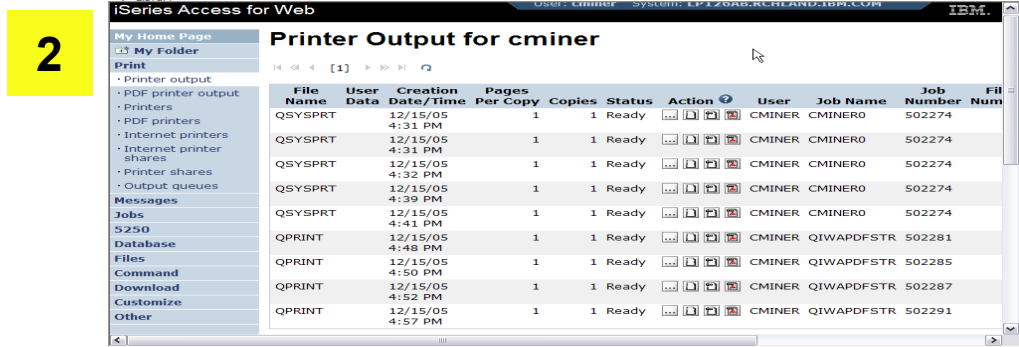 iSeries Access for Web
User: cminer System: LP126AB.RCHLAND.IBM.COM
IBM.
2
My Home Page
My Folder
Print
· Printer output
· PDF printer output
· Printers
· PDF printers
· Internet printers
· Internet printer
shares
· Printer shares
· Output queues
Messages
Jobs
5250
Database
Files
Command
Download
Customize
Other
Printer Output for cminer
[1]
File Name User Data Creation Date/Time Pages Per Copy Copies Status Action ? User Job Name Job Number Fil Num
QSYSPRT 12/15/05 4:31 PM 1 1 Ready ... CMINER CMINER0 502274
QSYSPRT 12/15/05 4:31 PM 1 1 Ready ... CMINER CMINER0 502274
QSYSPRT 12/15/05 4:32 PM 1 1 Ready ... CMINER CMINER0 502274
QSYSPRT 12/15/05 4:39 PM 1 1 Ready ... CMINER CMINER0 502274
QSYSPRT 12/15/05 4:41 PM 1 1 Ready ... CMINER CMINER0 502274
QPRINT 12/15/05 4:48 PM 1 1 Ready ... CMINER QIWAPDFSTR 502281
QPRINT 12/15/05 4:50 PM 1 1 Ready ... CMINER QIWAPDFSTR 502285
QPRINT 12/15/05 4:52 PM 1 1 Ready ... CMINER QIWAPDFSTR 502287
QPRINT 12/15/05 4:57 PM 1 1 Ready ... CMINER QIWAPDFSTR 502291